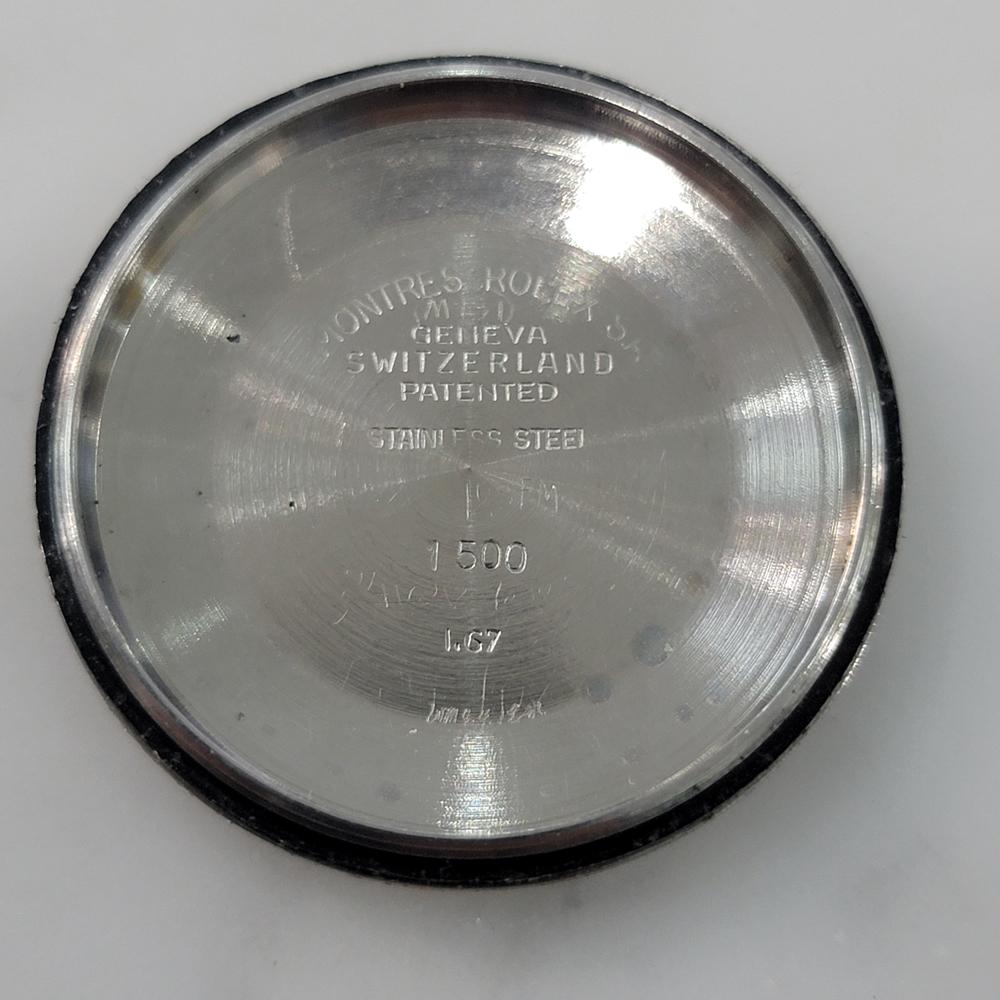 MONTRES ROLEX S.A
GENEVA
SWITZERLAND
PATENTED
STAINLESS STEEL
1500
I.67